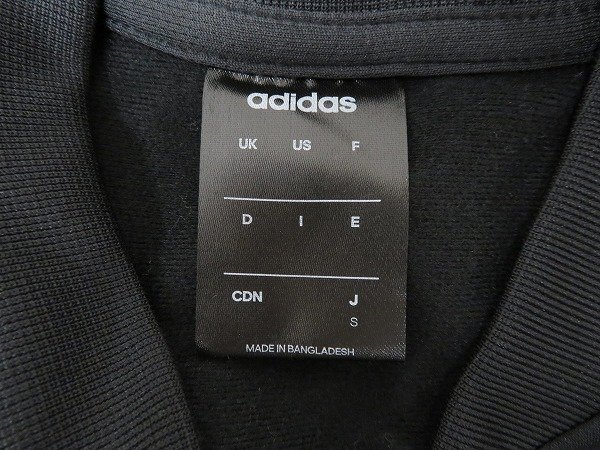 adidas
UK US F
D I E
CDN J
S
MADE IN BANGLADESH